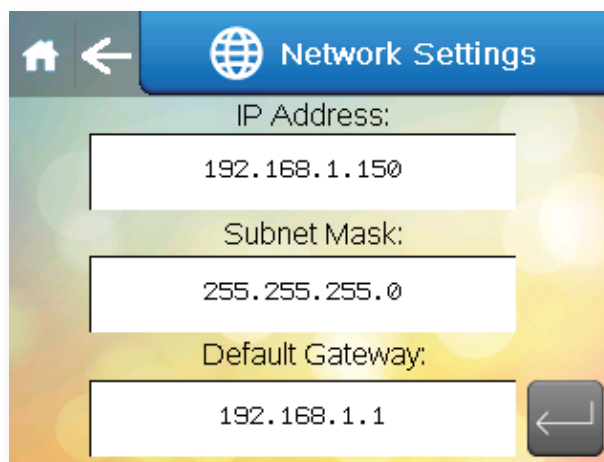 Network Settings
IP Address:
192.168.1.150
Subnet Mask:
255.255.255.0
Default Gateway:
192.168.1.1